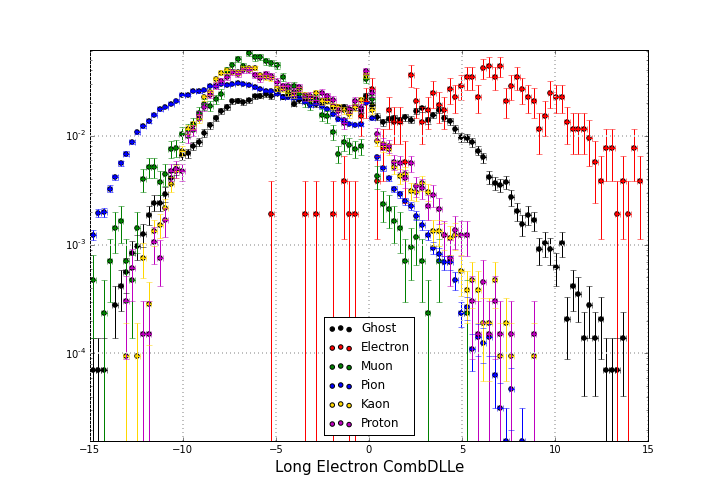 10⁻²
10⁻³
10⁻⁴
Ghost
Electron
Muon
Pion
Kaon
Proton
−15 −10 −5 0 5 10 15
Long Electron CombDLLe